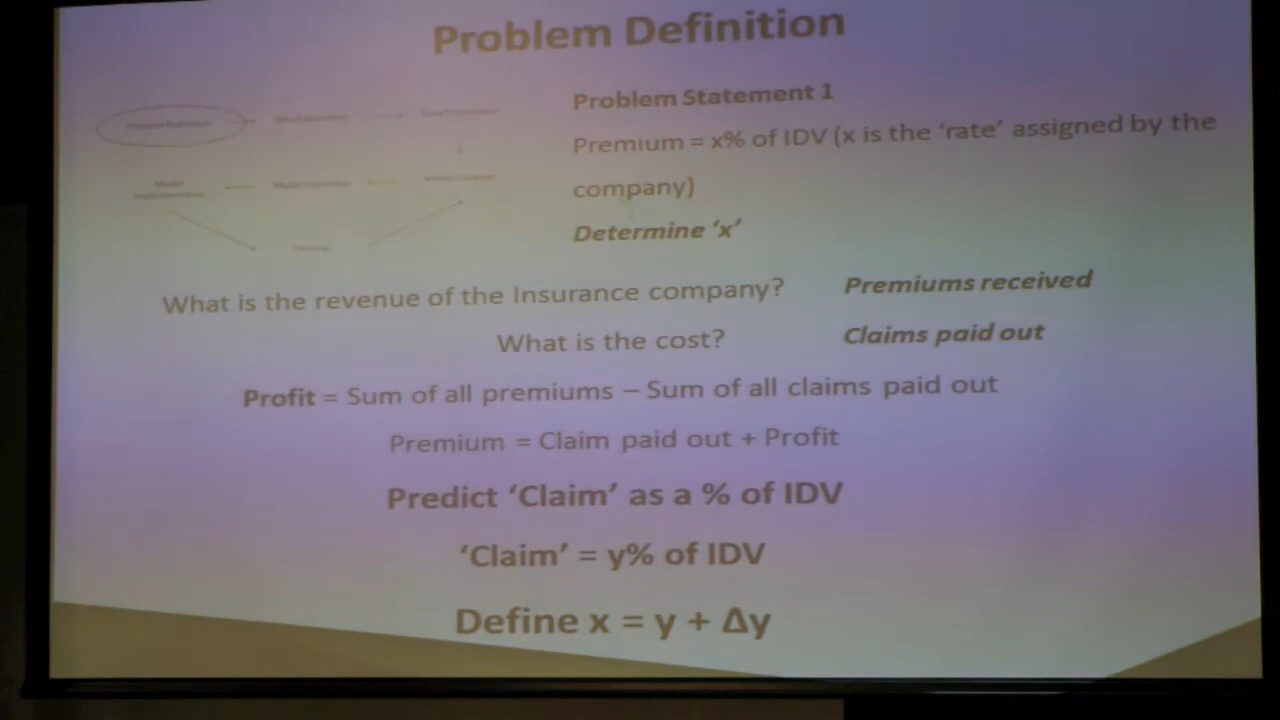 Problem Definition
Problem Statement 1
Premium = x% of IDV (x is the ‘rate’ assigned by the
company)
Determine ‘x’
What is the revenue of the Insurance company? Premiums received
What is the cost? Claims paid out
Profit = Sum of all premiums – Sum of all claims paid out
Premium = Claim paid out + Profit
Predict ‘Claim’ as a % of IDV
‘Claim’ = y% of IDV
Define x = y + Δy